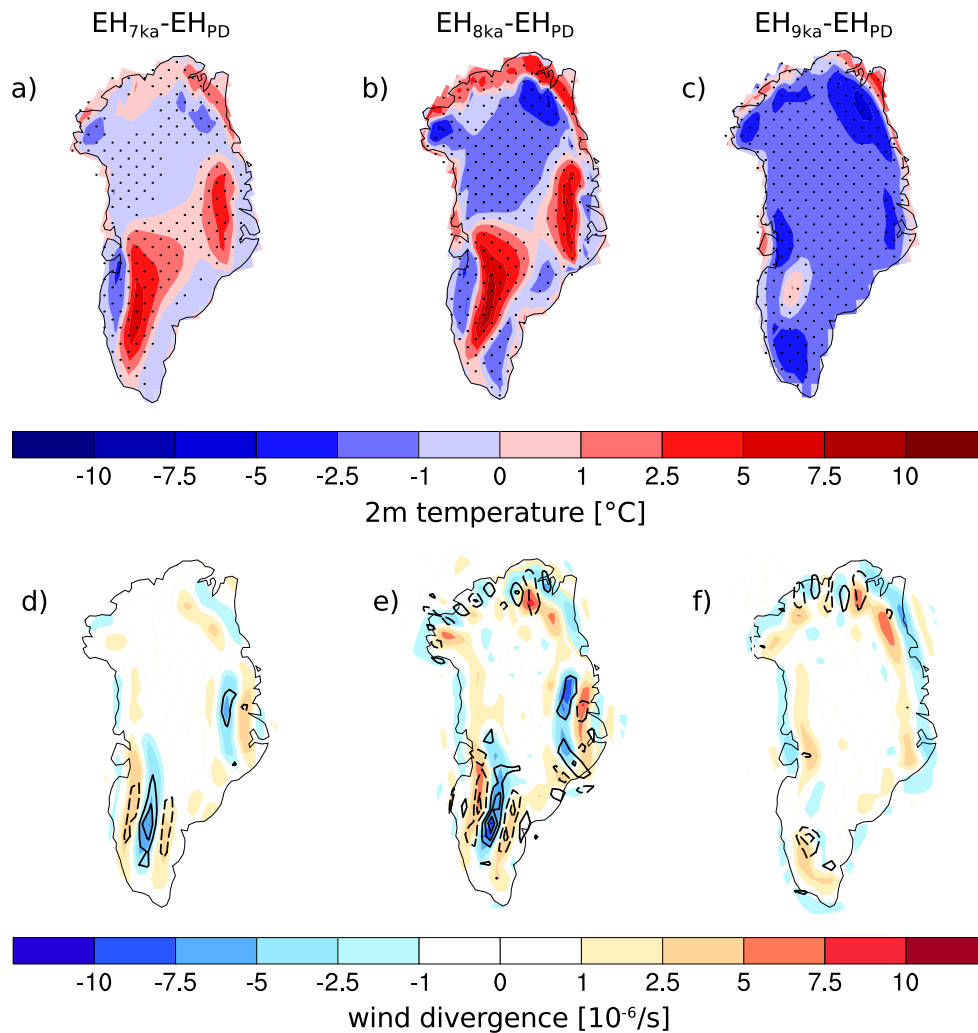 EH7ka-EHPD EH8ka-EHPD EH9ka-EHPD
a) b) c)
-10 -7.5 -5 -2.5 -1 0 1 2.5 5 7.5 10
2m temperature [°C]
d) e) f)
-10 -7.5 -5 -2.5 -1 0 1 2.5 5 7.5 10
wind divergence [10⁻⁶/s]